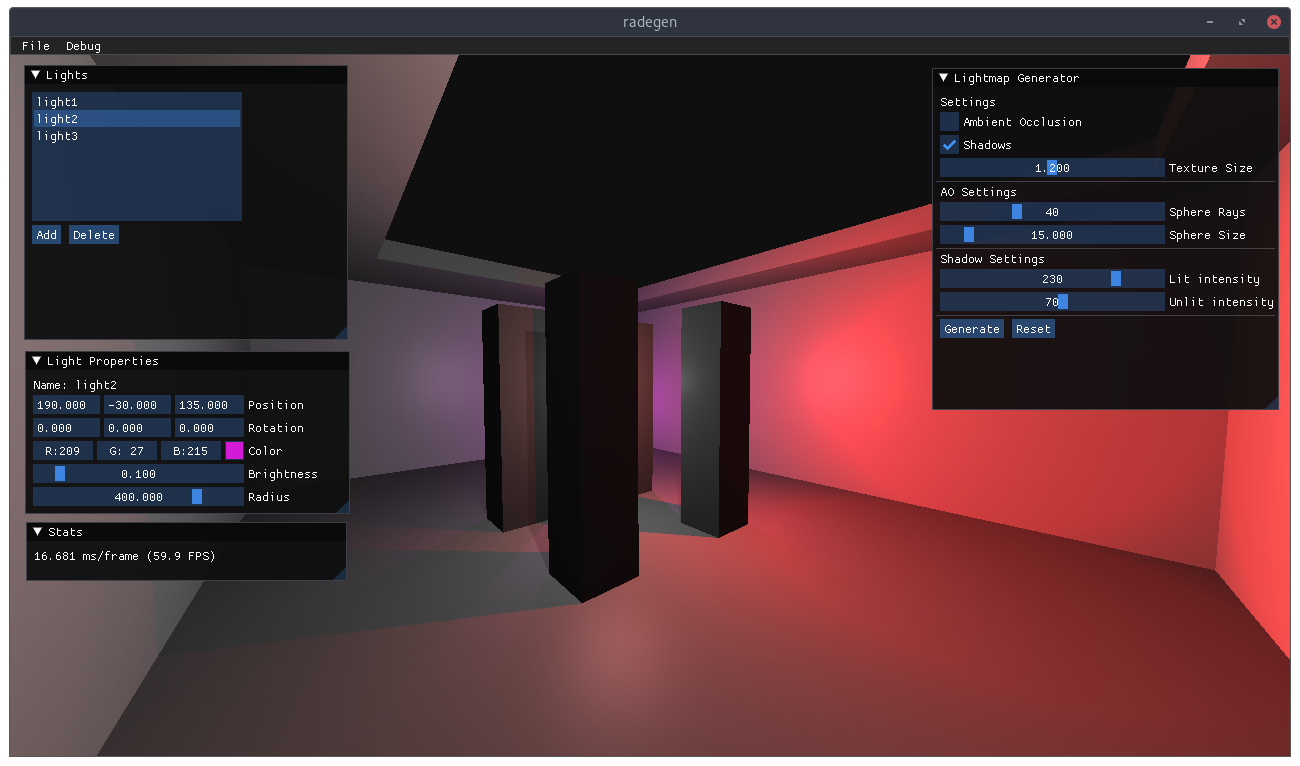 radegen
File Debug
Lights
light1
light2
light3
Add Delete
Light Properties
Name: light2
190.000 -30.000 135.000 Position
0.000 0.000 0.000 Rotation
R:209 G: 27 B:215 Color
0.100 Brightness
400.000 Radius
Stats
16.681 ms/frame (59.9 FPS)
Lightmap Generator
Settings
Ambient Occlusion
Shadows
1.200 Texture Size
AO Settings
40 Sphere Rays
15.000 Sphere Size
Shadow Settings
230 Lit intensity
70 Unlit intensity
Generate Reset